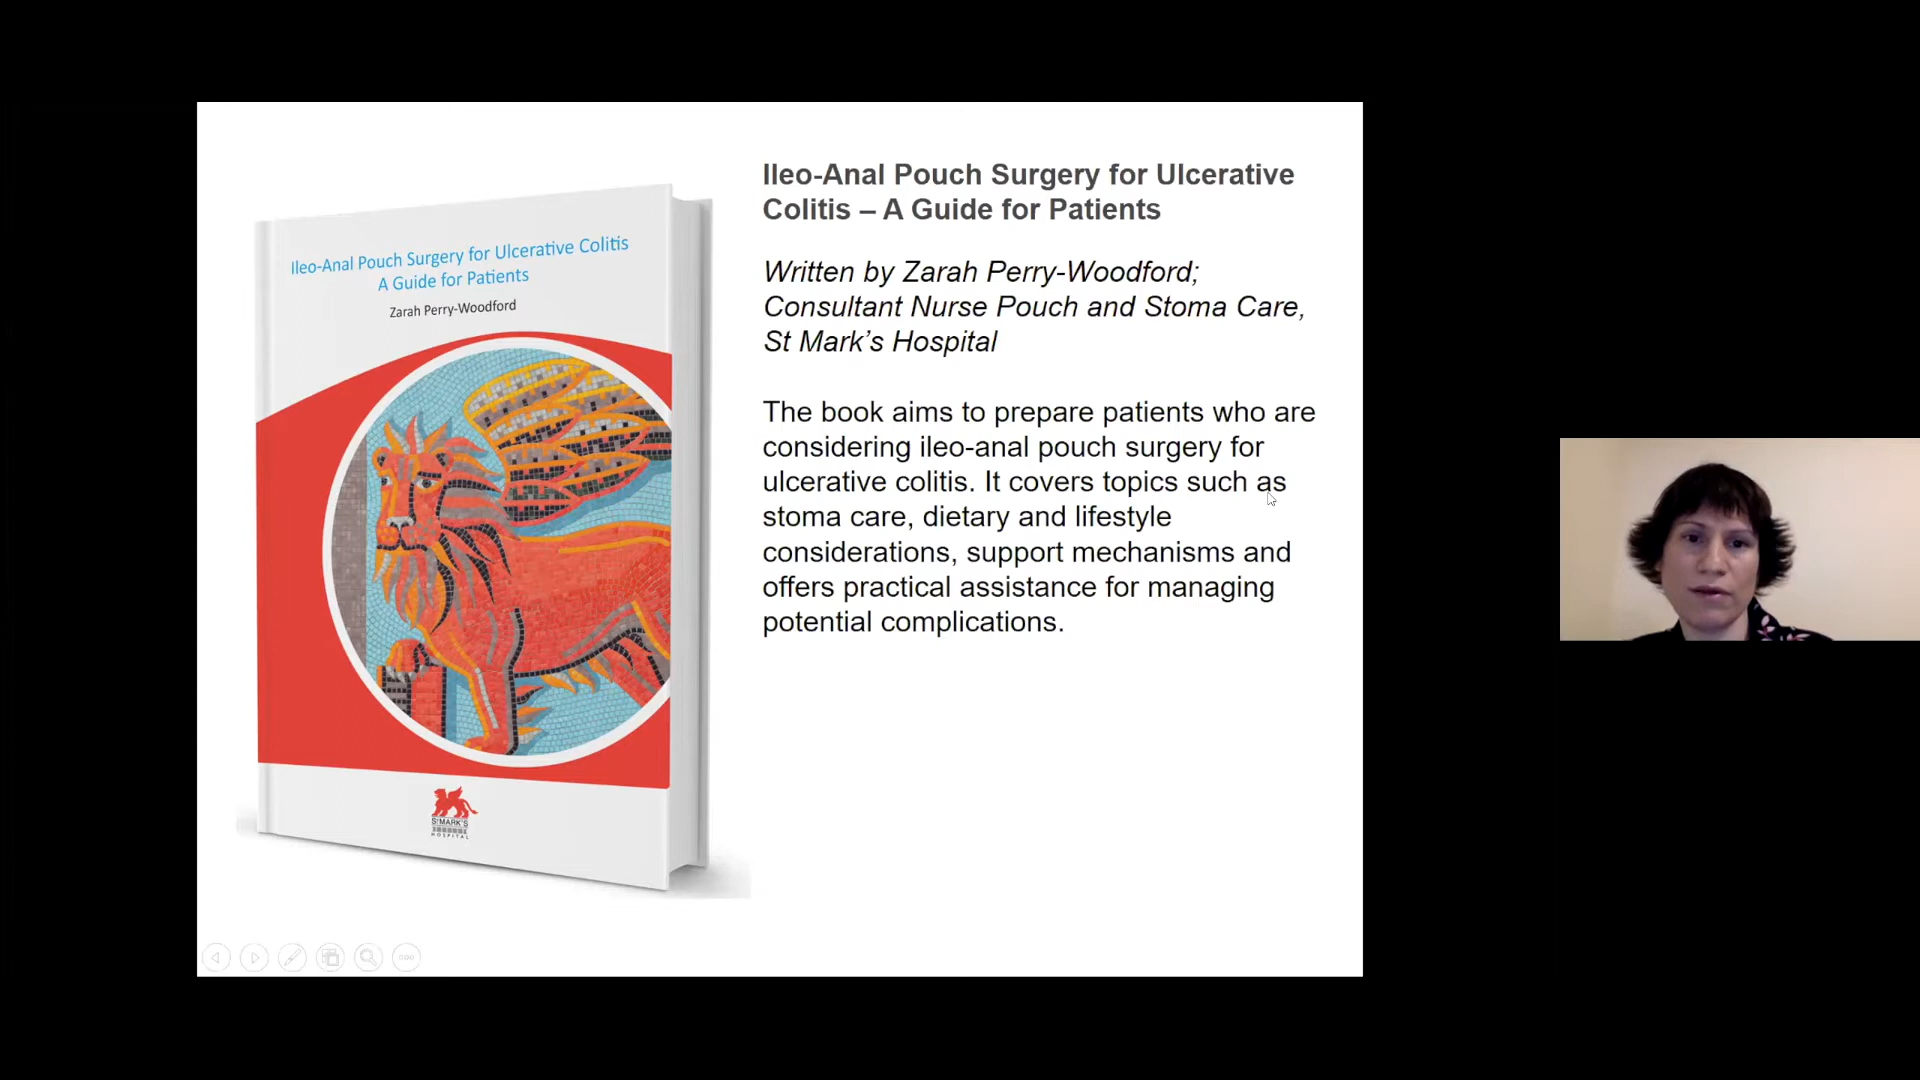 Ileo-Anal Pouch Surgery for Ulcerative Colitis
A Guide for Patients
Zarah Perry-Woodford
St MARK'S
HOSPITAL
Ileo-Anal Pouch Surgery for Ulcerative
Colitis – A Guide for Patients
Written by Zarah Perry-Woodford;
Consultant Nurse Pouch and Stoma Care,
St Mark’s Hospital
The book aims to prepare patients who are
considering ileo-anal pouch surgery for
ulcerative colitis. It covers topics such as
stoma care, dietary and lifestyle
considerations, support mechanisms and
offers practical assistance for managing
potential complications.